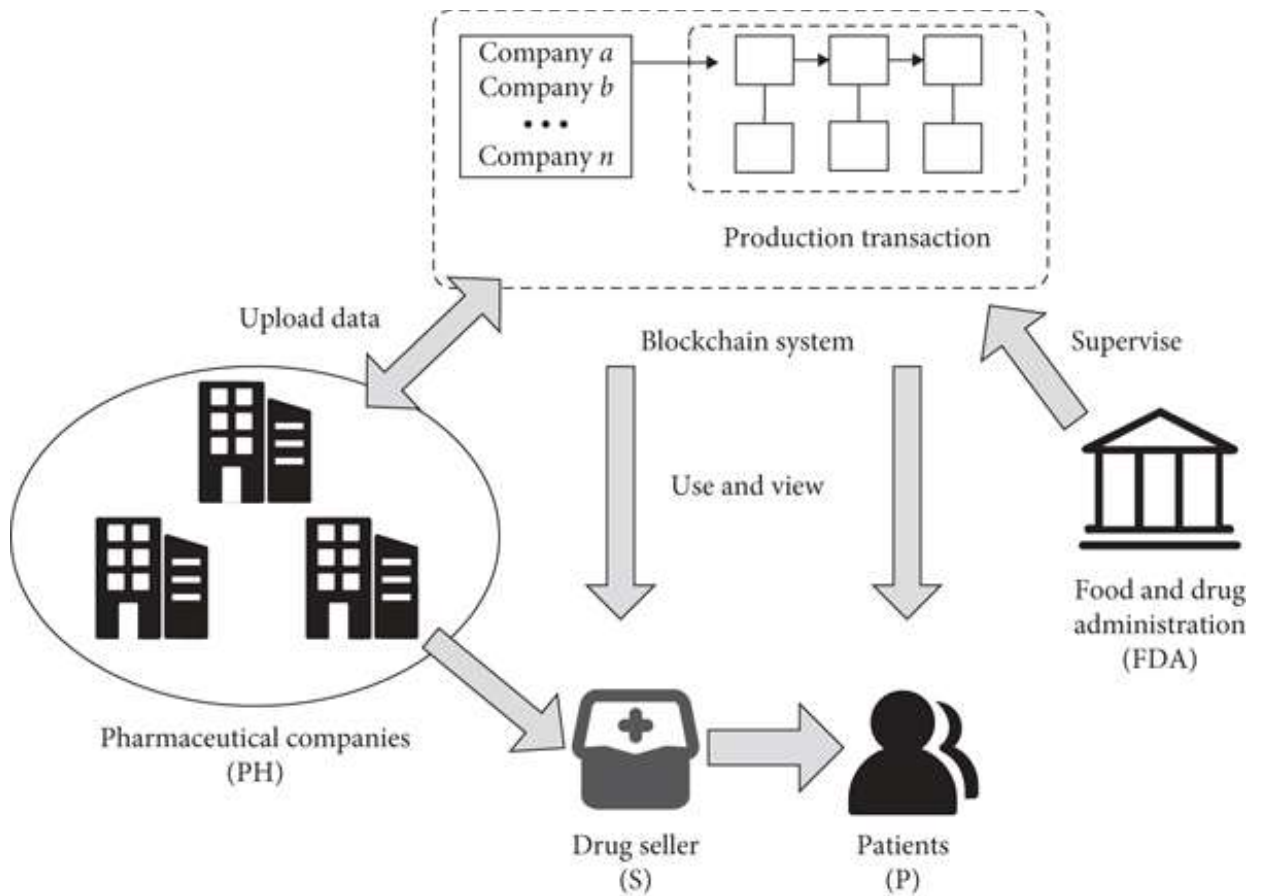 Company a
Company b
• • •
Company n
Production transaction
Upload data
Blockchain system
Supervise
Use and view
Food and drug
administration
(FDA)
Pharmaceutical companies
(PH)
Drug seller
(S)
Patients
(P)